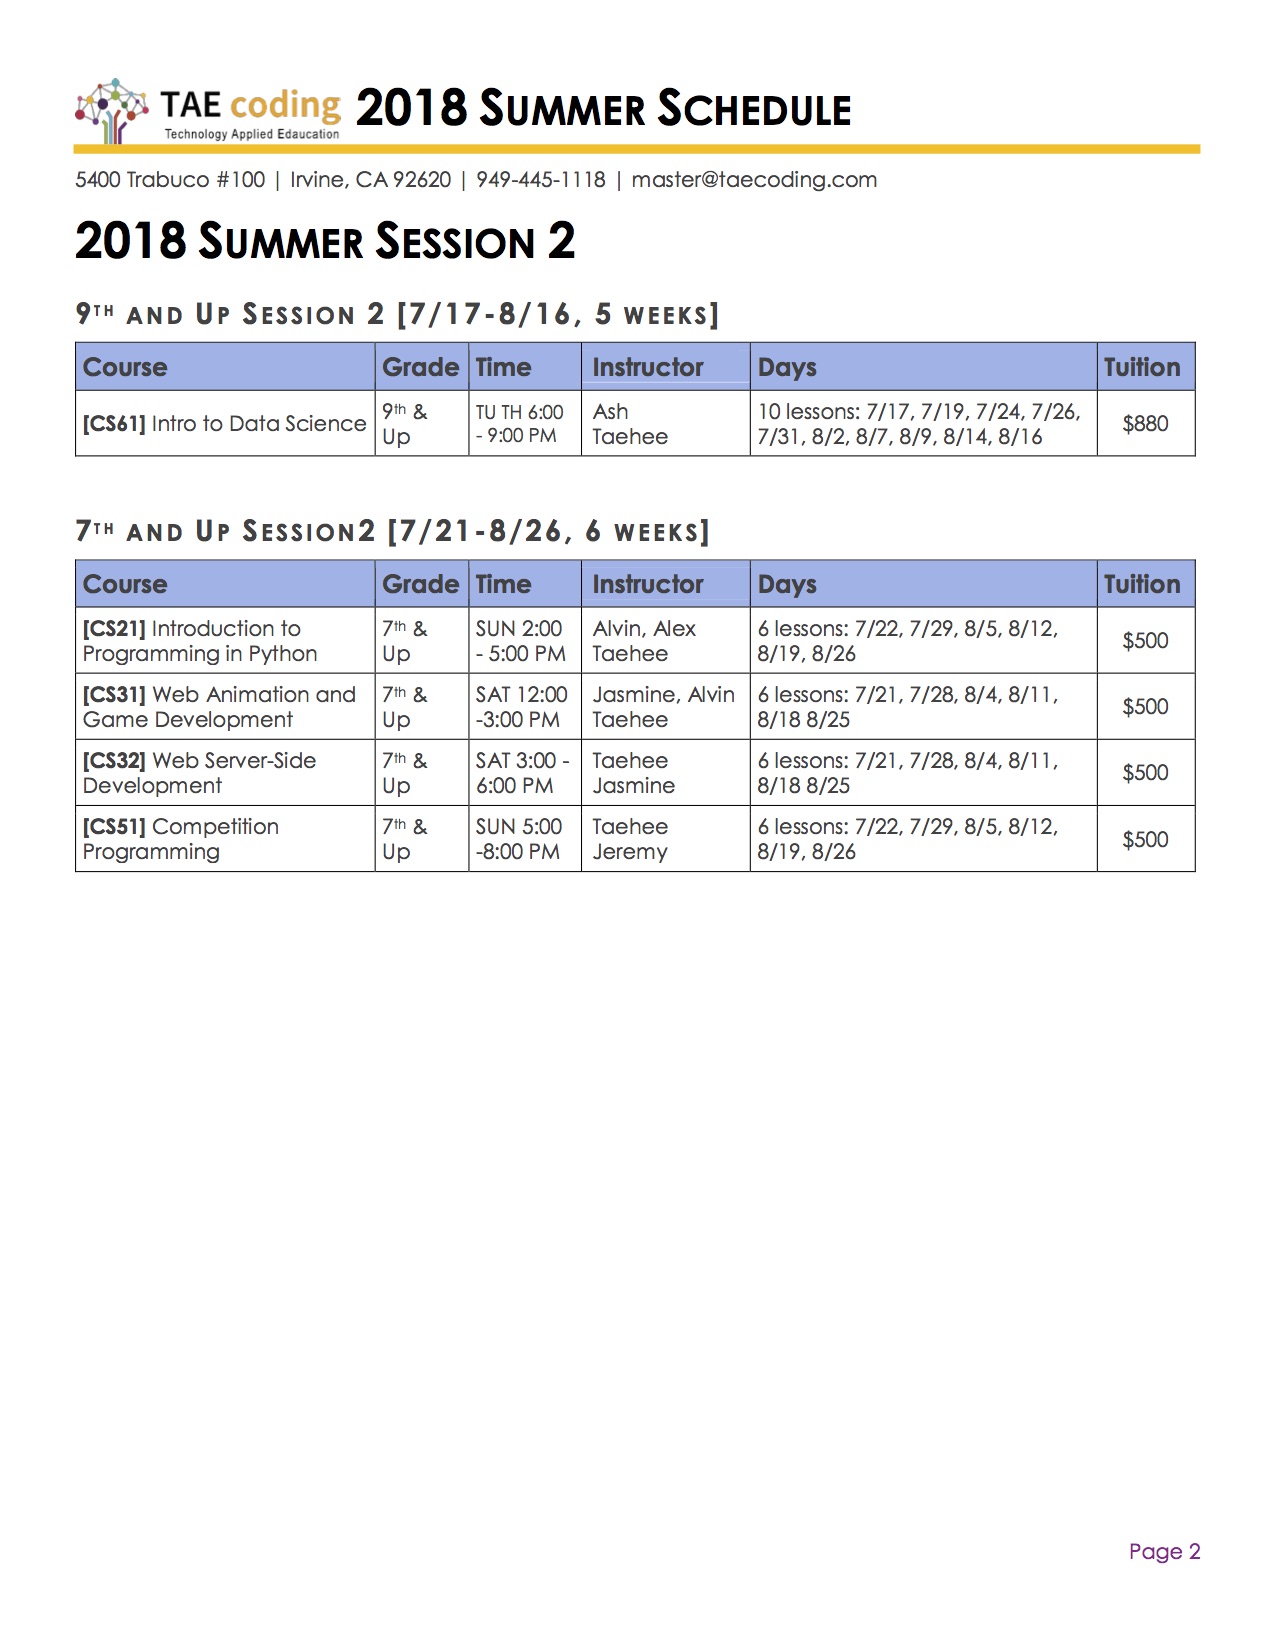 TAE coding 2018 SUMMER SCHEDULE
Technology Applied Edaucation
5400 Trabuco #100 | Irvine, CA 92620 | 949-445-1118 | master@taecoding.com
2018 SUMMER SESSION 2
9TH AND UP SESSION 2 [7/17-8/16, 5 WEEKS]
Course Grade Time Instructor Days Tuition
[CS61] Intro to Data Science 9th & Up TU TH 6:00 - 9:00 PM Ash Taehee 10 lessons: 7/17, 7/19, 7/24, 7/26, 7/31, 8/2, 8/7, 8/9, 8/14, 8/16 $880
7TH AND UP SESSION2 [7/21-8/26, 6 WEEKS]
Course Grade Time Instructor Days Tuition
[CS21] Introduction to Programming in Python 7th & Up SUN 2:00 - 5:00 PM Alvin, Alex Taehee 6 lessons: 7/22, 7/29, 8/5, 8/12, 8/19, 8/26 $500
[CS31] Web Animation and Game Development 7th & Up SAT 12:00 -3:00 PM Jasmine, Alvin Taehee 6 lessons: 7/21, 7/28, 8/4, 8/11, 8/18 8/25 $500
[CS32] Web Server-Side Development 7th & Up SAT 3:00 - 6:00 PM Taehee Jasmine 6 lessons: 7/21, 7/28, 8/4, 8/11, 8/18 8/25 $500
[CS51] Competition Programming 7th & Up SUN 5:00 -8:00 PM Taehee Jeremy 6 lessons: 7/22, 7/29, 8/5, 8/12, 8/19, 8/26 $500
Page 2